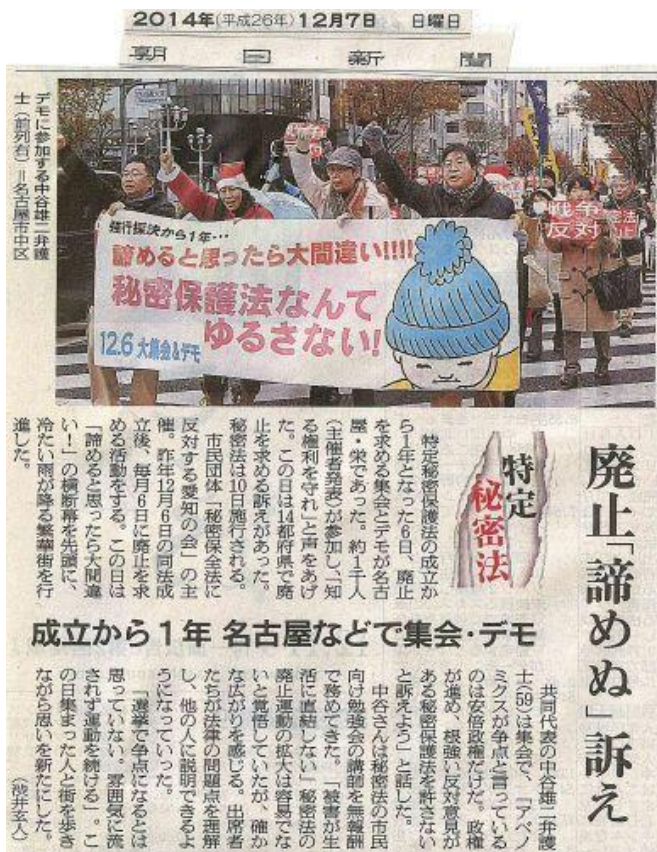 2014年(平成26年)12月7日 日曜日
朝日新聞
デモに参加する中谷雄二弁護
士(前列右)=名古屋市中区
強行採決から1年…
諦めると思ったら大間違い!!!!
秘密保護法なんて
ゆるさない!
12.6 大集会&デモ
戦争
反対
廃止「諦めぬ」訴え
特定
秘密法
成立から1年 名古屋などで集会・デモ
特定秘密保護法の成立か
ら1年となった6日、廃止
を求める集会とデモが名古
屋・栄であった。約1千人
(主催者発表)が参加し、「知
る権利を守れ」と声をあげ
た。この日は14都府県で廃
止を求める訴えがあった。
秘密法は10日施行される。
市民団体「秘密保全法に
反対する愛知の会」の主
催。昨年12月6日の同法成
立後、毎月6日に廃止を求
める活動をする。この日は
「諦めると思ったら大間違
い!」の横断幕を先頭に、
冷たい雨が降る繁華街を行
進した。
共同代表の中谷雄二弁護
士(59)は集会で、「アベノ
ミクスが争点と言っている
のは安倍政権だけだ。政権
が進め、根強い反対意見が
ある秘密保護法を許さない
と訴えよう」と話した。
中谷さんは秘密法の市民
向け勉強会の講師を無報酬
で務めてきた。「被害が生
活に直結しない」秘密法の
廃止運動の拡大は容易でな
いと覚悟していたが、確か
な広がりを感じる。出席者
たちが法律の問題点を理解
し、他の人に説明できるよ
うになっていった。
「選挙で争点になるとは
思っていない。雰囲気に流
されず運動を続ける」。こ
の日集まった人と街を歩き
ながら思いを新たにした。
(渋井玄人)